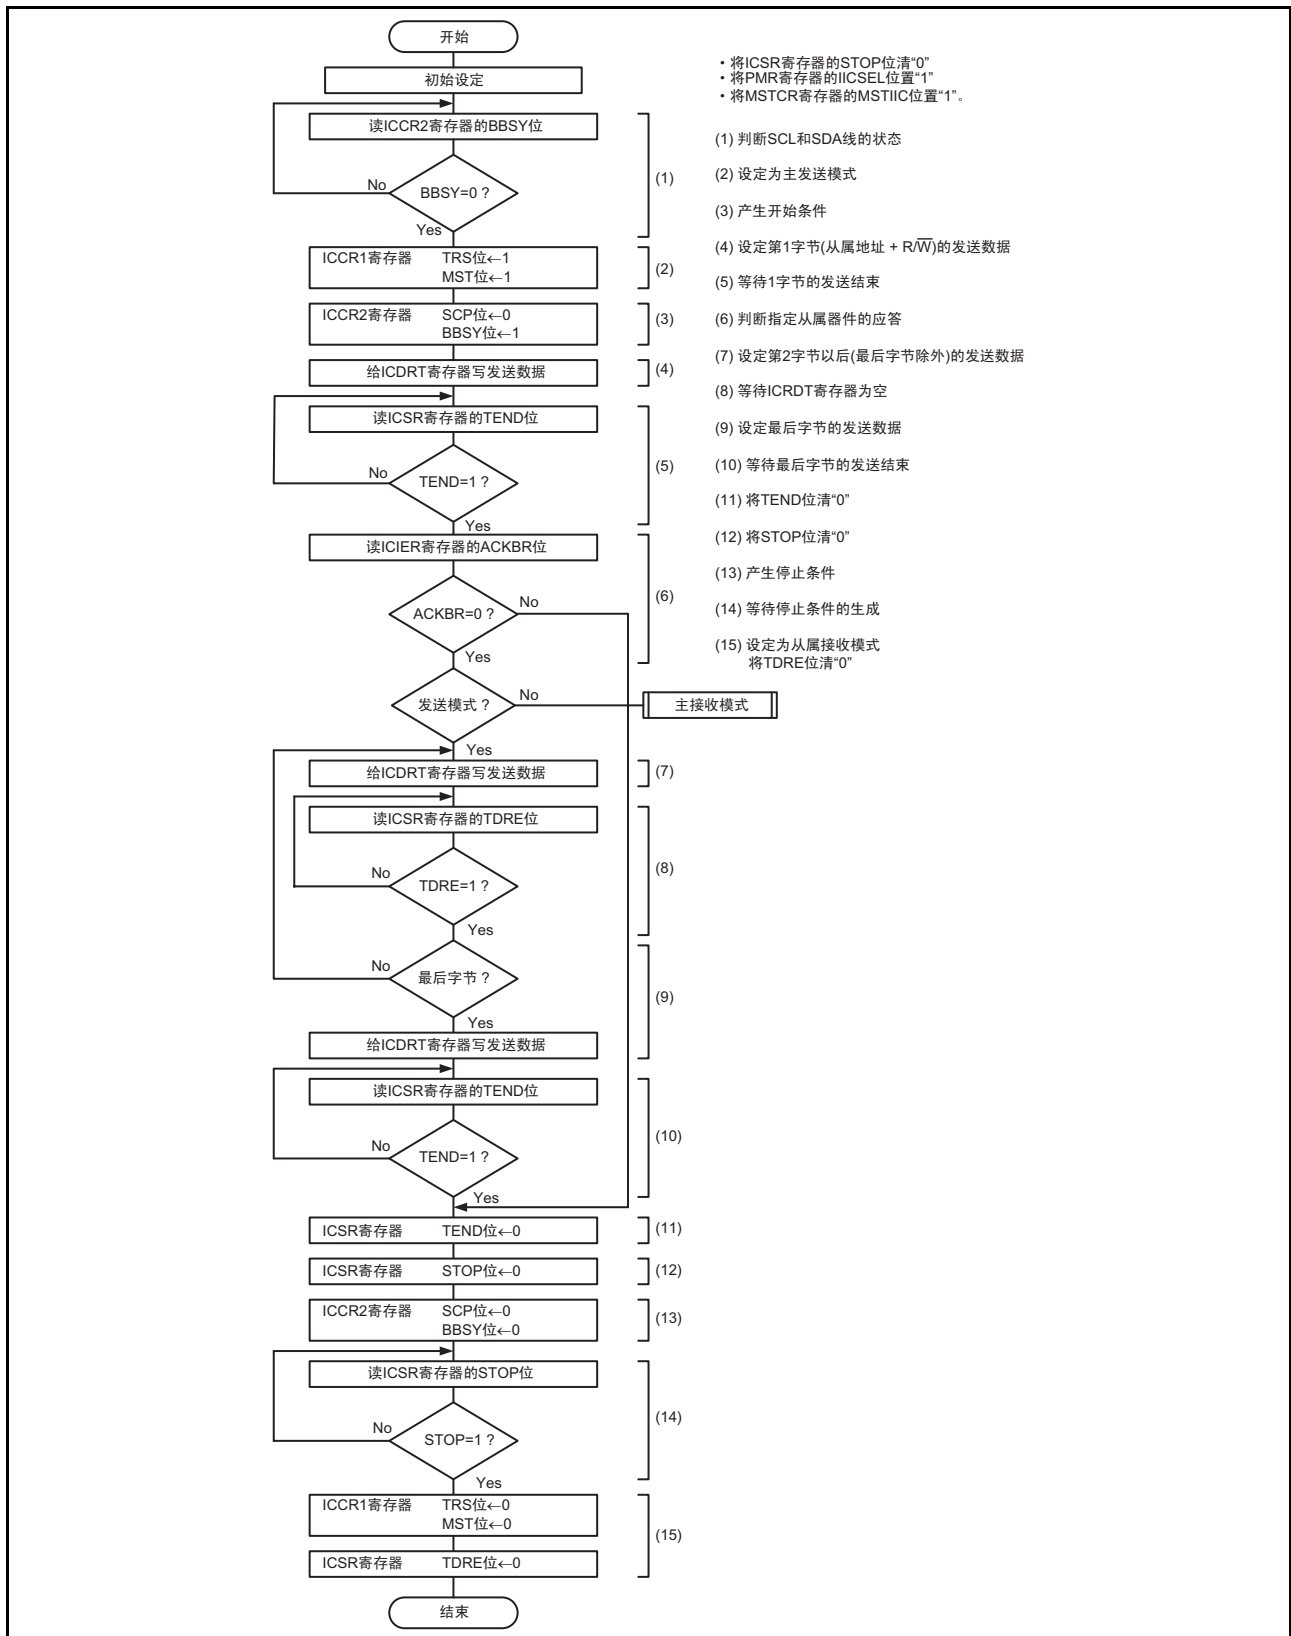 开始
初始设定
・将ICSR寄存器的STOP位清“0”
・将PMR寄存器的IICSEL位置“1”
・将MSTCR寄存器的MSTIIC位置“1”。
读ICCR2寄存器的BBSY位
BBSY=0 ?
No
Yes
(1)
ICCR1寄存器 TRS位←1
MST位←1
(2)
ICCR2寄存器 SCP位←0
BBSY位←1
(3)
给ICDRT寄存器写发送数据
(4)
读ICSR寄存器的TEND位
No
TEND=1 ?
Yes
(5)
读ICIER寄存器的ACKBR位
ACKBR=0 ?
No
Yes
(6)
发送模式 ?
No
主接收模式
Yes
给ICDRT寄存器写发送数据
(7)
读ICSR寄存器的TDRE位
No
TDRE=1 ?
Yes
(8)
No
最后字节 ?
Yes
给ICDRT寄存器写发送数据
(9)
读ICSR寄存器的TEND位
No
TEND=1 ?
Yes
(10)
ICSR寄存器 TEND位←0
(11)
ICSR寄存器 STOP位←0
(12)
ICCR2寄存器 SCP位←0
BBSY位←0
(13)
读ICSR寄存器的STOP位
No
STOP=1 ?
Yes
(14)
ICCR1寄存器 TRS位←0
MST位←0
ICSR寄存器 TDRE位←0
(15)
结束
(1) 判断SCL和SDA线的状态
(2) 设定为主发送模式
(3) 产生开始条件
(4) 设定第1字节(从属地址 + R/W̅)的发送数据
(5) 等待1字节的发送结束
(6) 判断指定从属器件的应答
(7) 设定第2字节以后(最后字节除外)的发送数据
(8) 等待ICRDT寄存器为空
(9) 设定最后字节的发送数据
(10) 等待最后字节的发送结束
(11) 将TEND位清“0”
(12) 将STOP位清“0”
(13) 产生停止条件
(14) 等待停止条件的生成
(15) 设定为从属接收模式
将TDRE位清“0”